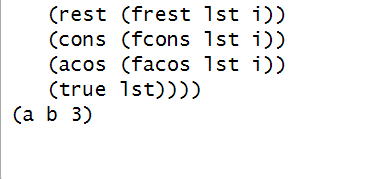 (rest (frest lst i))
(cons (fcons lst i))
(acos (facos lst i))
(true lst))))
(a b 3)